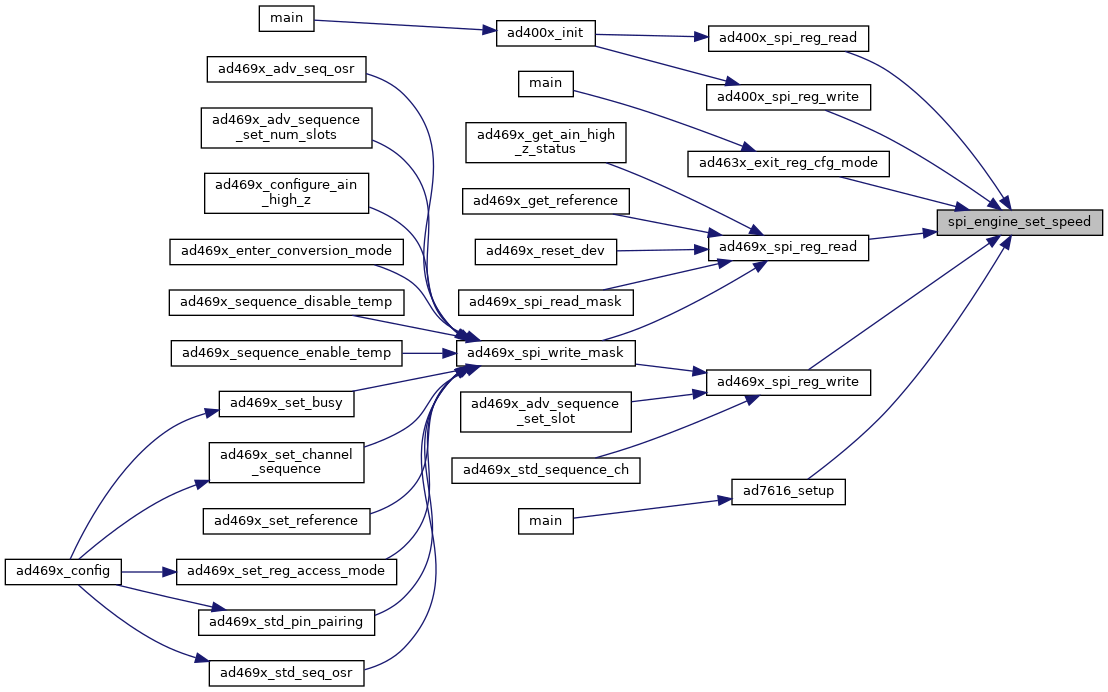 main
ad400x_init
ad400x_spi_reg_read
ad469x_adv_seq_osr
main
ad400x_spi_reg_write
ad469x_adv_sequence
_set_num_slots
ad469x_get_ain_high
_z_status
ad463x_exit_reg_cfg_mode
ad469x_configure_ain
_high_z
ad469x_get_reference
spi_engine_set_speed
ad469x_enter_conversion_mode
ad469x_reset_dev
ad469x_spi_reg_read
ad469x_sequence_disable_temp
ad469x_spi_read_mask
ad469x_sequence_enable_temp
ad469x_spi_write_mask
ad469x_spi_reg_write
ad469x_set_busy
ad469x_adv_sequence
_set_slot
ad469x_set_channel
_sequence
ad469x_std_sequence_ch
ad7616_setup
ad469x_set_reference
main
ad469x_config
ad469x_set_reg_access_mode
ad469x_std_pin_pairing
ad469x_std_seq_osr